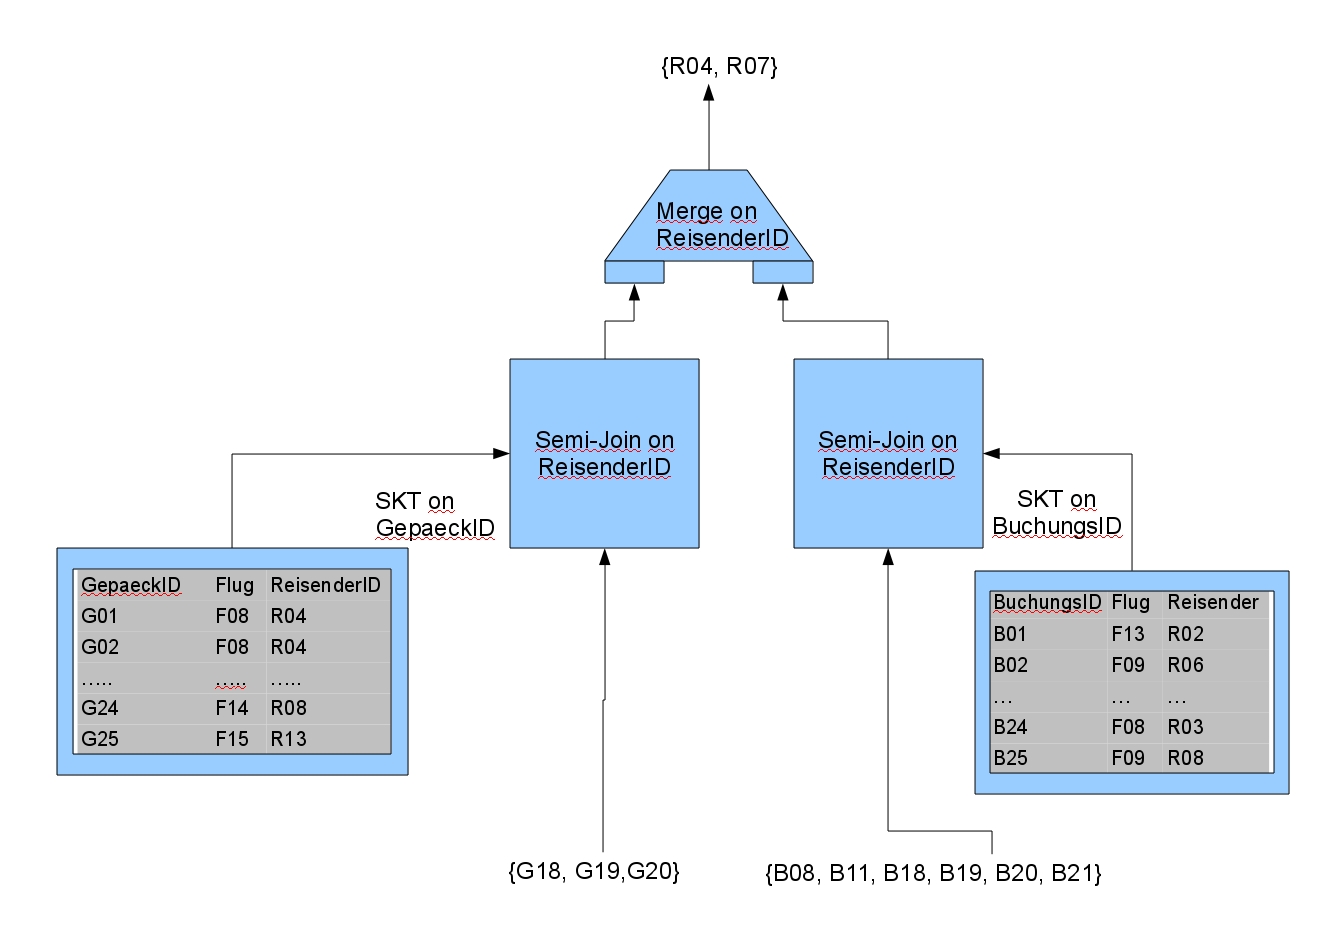 {R04, R07}
Merge on
ReisenderID
Semi-Join on
ReisenderID
Semi-Join on
ReisenderID
SKT on
GepaeckID
SKT on
BuchungsID
GepaeckID Flug ReisenderID
G01 F08 R04
G02 F08 R04
..... ..... .....
G24 F14 R08
G25 F15 R13
BuchungsID Flug Reisender
B01 F13 R02
B02 F09 R06
... ... ...
B24 F08 R03
B25 F09 R08
{G18, G19,G20}
{B08, B11, B18, B19, B20, B21}